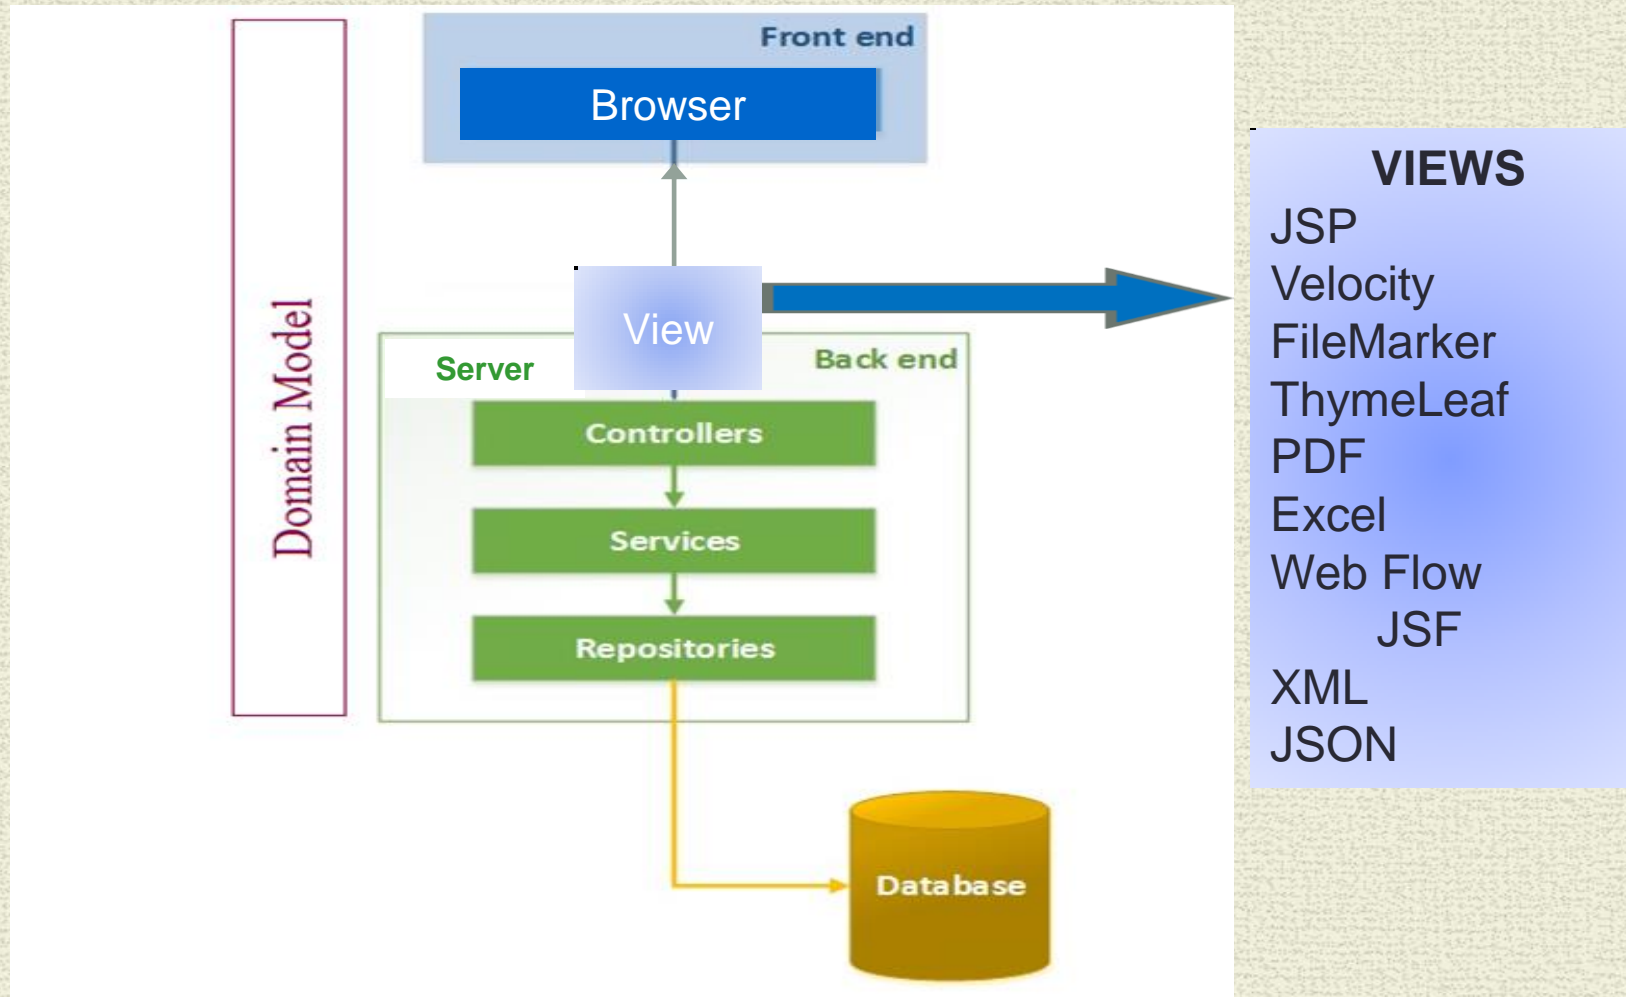 Front end
Browser
Domain Model
View
Server
Back end
Controllers
Services
Repositories
Database
VIEWS
JSP
Velocity
FileMarker
ThymeLeaf
PDF
Excel
Web Flow
JSF
XML
JSON